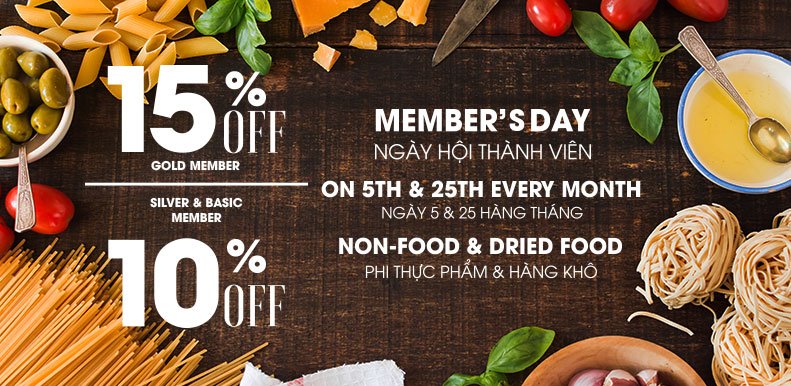 15% OFF
GOLD MEMBER
SILVER & BASIC
MEMBER
10% OFF
MEMBER'S DAY
NGÀY HỘI THÀNH VIÊN
ON 5TH & 25TH EVERY MONTH
NGÀY 5 & 25 HÀNG THÁNG
NON-FOOD & DRIED FOOD
PHI THỰC PHẨM & HÀNG KHÔ